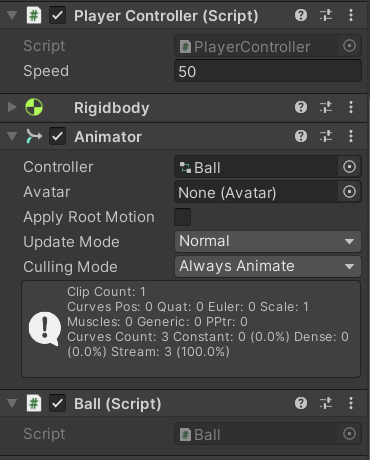 Player Controller (Script)
Script PlayerController
Speed 50
Rigidbody
Animator
Controller Ball
Avatar None (Avatar)
Apply Root Motion
Update Mode Normal
Culling Mode Always Animate
Clip Count: 1
Curves Pos: 0 Quat: 0 Euler: 0 Scale: 1
Muscles: 0 Generic: 0 PPtr: 0
Curves Count: 3 Constant: 0 (0.0%) Dense: 0
(0.0%) Stream: 3 (100.0%)
Ball (Script)
Script Ball